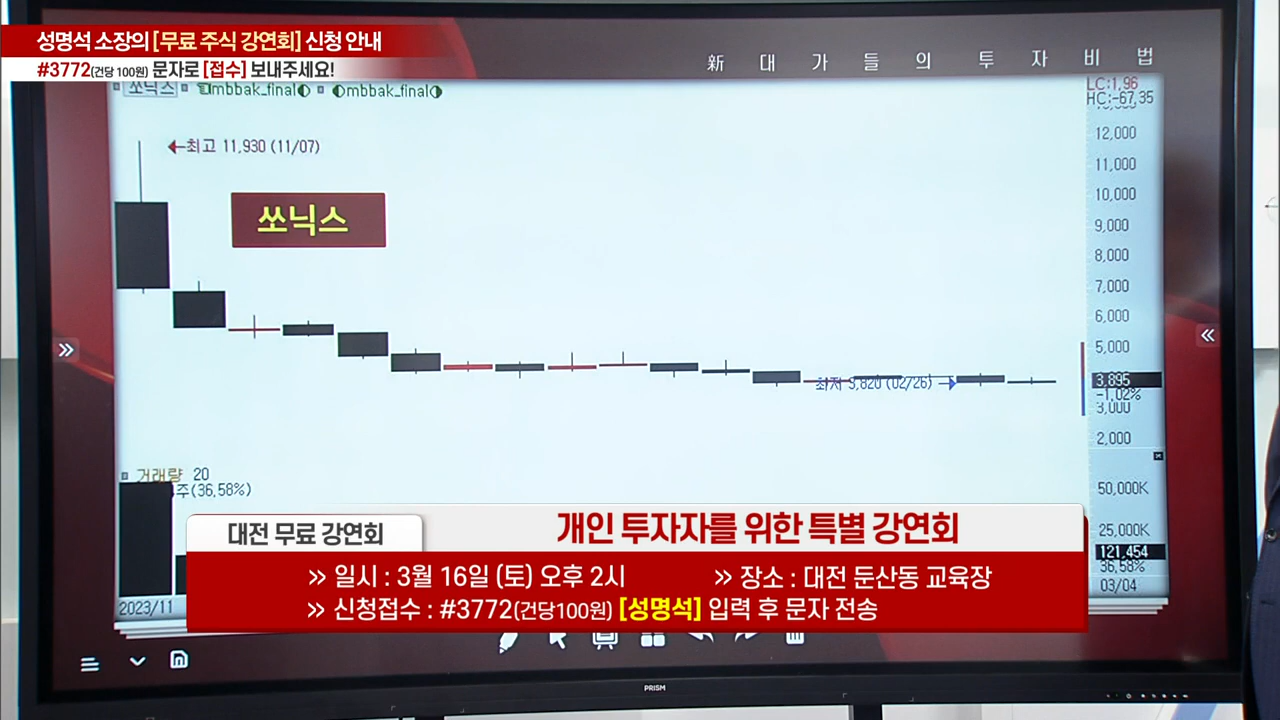 성명석 소장의 [무료 주식 강연회] 신청 안내
#3772(건당 100원) 문자로 [접수] 보내주세요!
新 대 가 들 의 투 자 비 법
쏘닉스 mbbak_final mbbak_final
LC:1,96
HC:-67,35
최고 11,930 (11/07)
쏘닉스
12,000
11,000
10,000
9,000
8,000
7,000
6,000
5,000
3,895
-1,02%
3,000
2,000
최저 3,820 (02/26)
거래량 20
주(36,58%)
50,000K
25,000K
121,454
36,58%
2023/11
03/04
대전 무료 강연회
개인 투자자를 위한 특별 강연회
» 일시 : 3월 16일 (토) 오후 2시
» 장소 : 대전 둔산동 교육장
» 신청접수 : #3772(건당100원) [성명석] 입력 후 문자 전송
PRISM